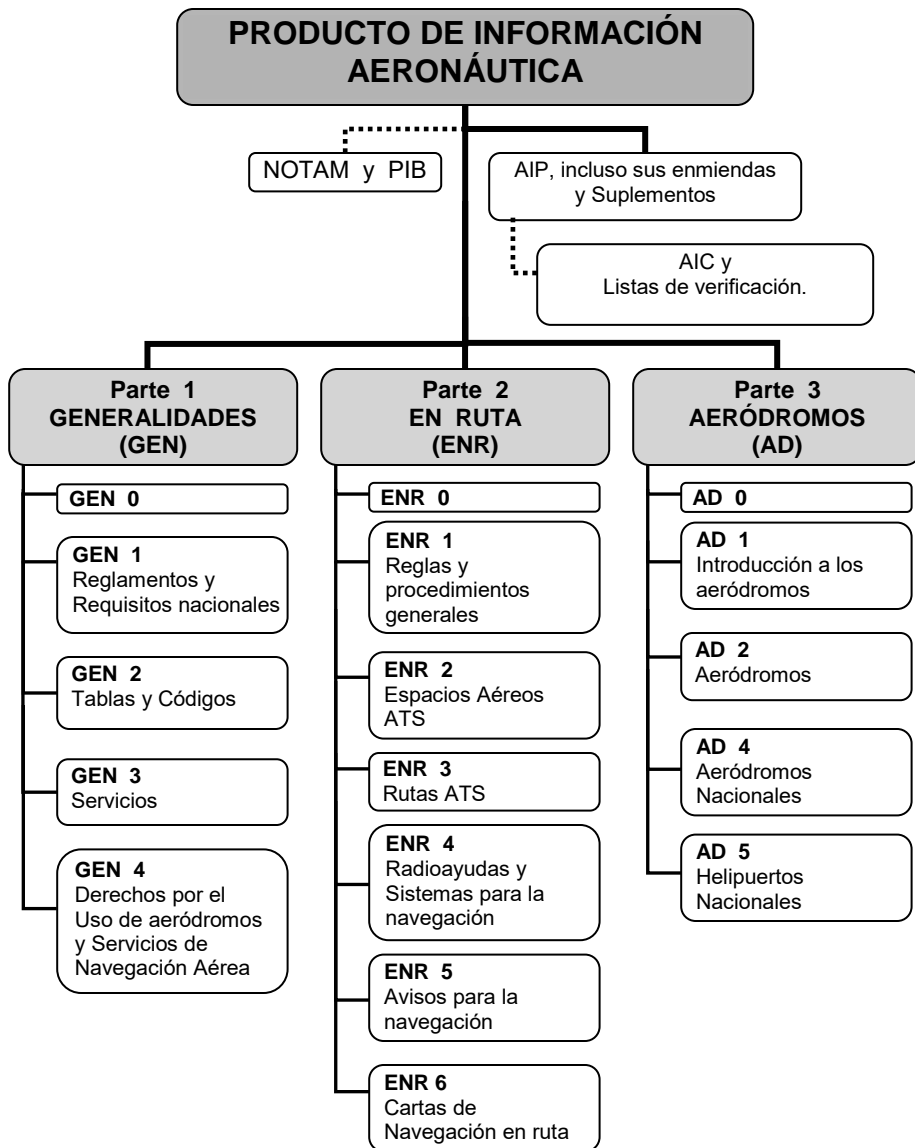 PRODUCTO DE INFORMACIÓN
AERONÁUTICA
NOTAM y PIB
AIP, incluso sus enmiendas
y Suplementos
AIC y
Listas de verificación.
Parte 1
GENERALIDADES
(GEN)
GEN 0
GEN 1
Reglamentos y
Requisitos nacionales
GEN 2
Tablas y Códigos
GEN 3
Servicios
GEN 4
Derechos por el
Uso de aeródromos
y Servicios de
Navegación Aérea
Parte 2
EN RUTA
(ENR)
ENR 0
ENR 1
Reglas y
procedimientos
generales
ENR 2
Espacios Aéreos
ATS
ENR 3
Rutas ATS
ENR 4
Radioayudas y
Sistemas para la
navegación
ENR 5
Avisos para la
navegación
ENR 6
Cartas de
Navegación en ruta
Parte 3
AERÓDROMOS
(AD)
AD 0
AD 1
Introducción a los
aeródromos
AD 2
Aeródromos
AD 4
Aeródromos
Nacionales
AD 5
Helipuertos
Nacionales